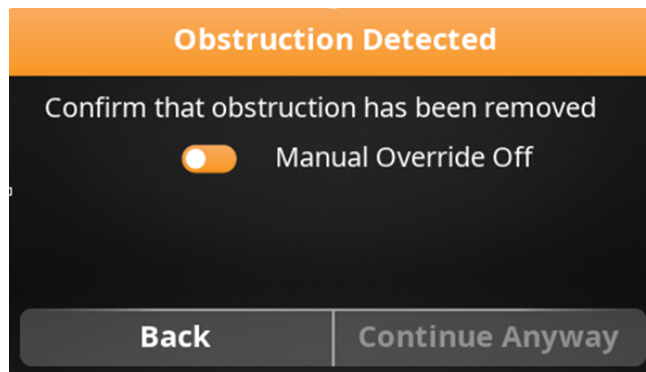 Obstruction Detected
Confirm that obstruction has been removed
Manual Override Off
Back
Continue Anyway